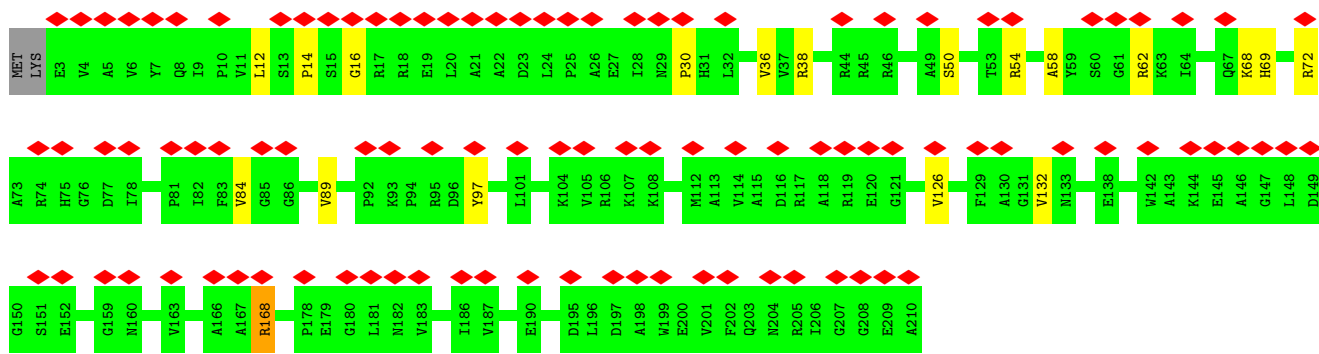 MET LYS E3 V4 A5 V6 Y7 Q8 I9 P10 V11 L12 S13 P14 S15 G16 R17 R18 E19 L20 A21 A22 D23 L24 P25 A26 E27 I28 N29 P30 H31 L32 V36 V37 R38 R44 R45 R46 A49 S50 T53 R54 A58 Y59 S60 G61 R62 K63 I64 Q67 K68 H69 R72
A73 R74 H75 G76 D77 I78 P81 I82 F83 V84 G85 G86 V89 P92 K93 P94 R95 D96 Y97 L101 K104 V105 R106 K107 K108 M112 A113 V114 A115 D116 R117 A118 R119 E120 G121 V126 F129 A130 G131 V132 N133 E138 W142 A143 K144 E145 A146 G147 L148 D149
G150 S151 E152 G159 N160 V163 A166 A167 R168 P178 E179 G180 L181 N182 V183 I186 V187 E190 D195 L196 D197 A198 W199 E200 V201 F202 Q203 N204 R205 I206 G207 G208 E209 A210